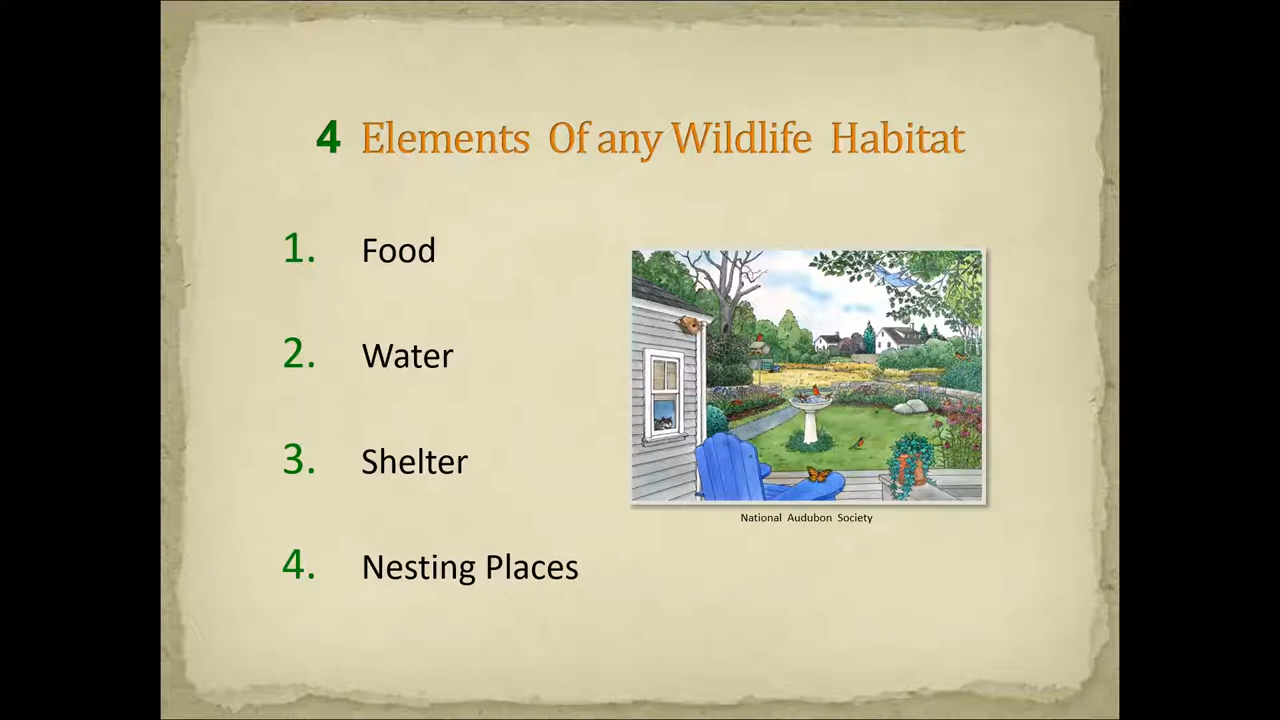 4 Elements Of any Wildlife Habitat
1. Food
2. Water
3. Shelter
4. Nesting Places
National Audubon Society